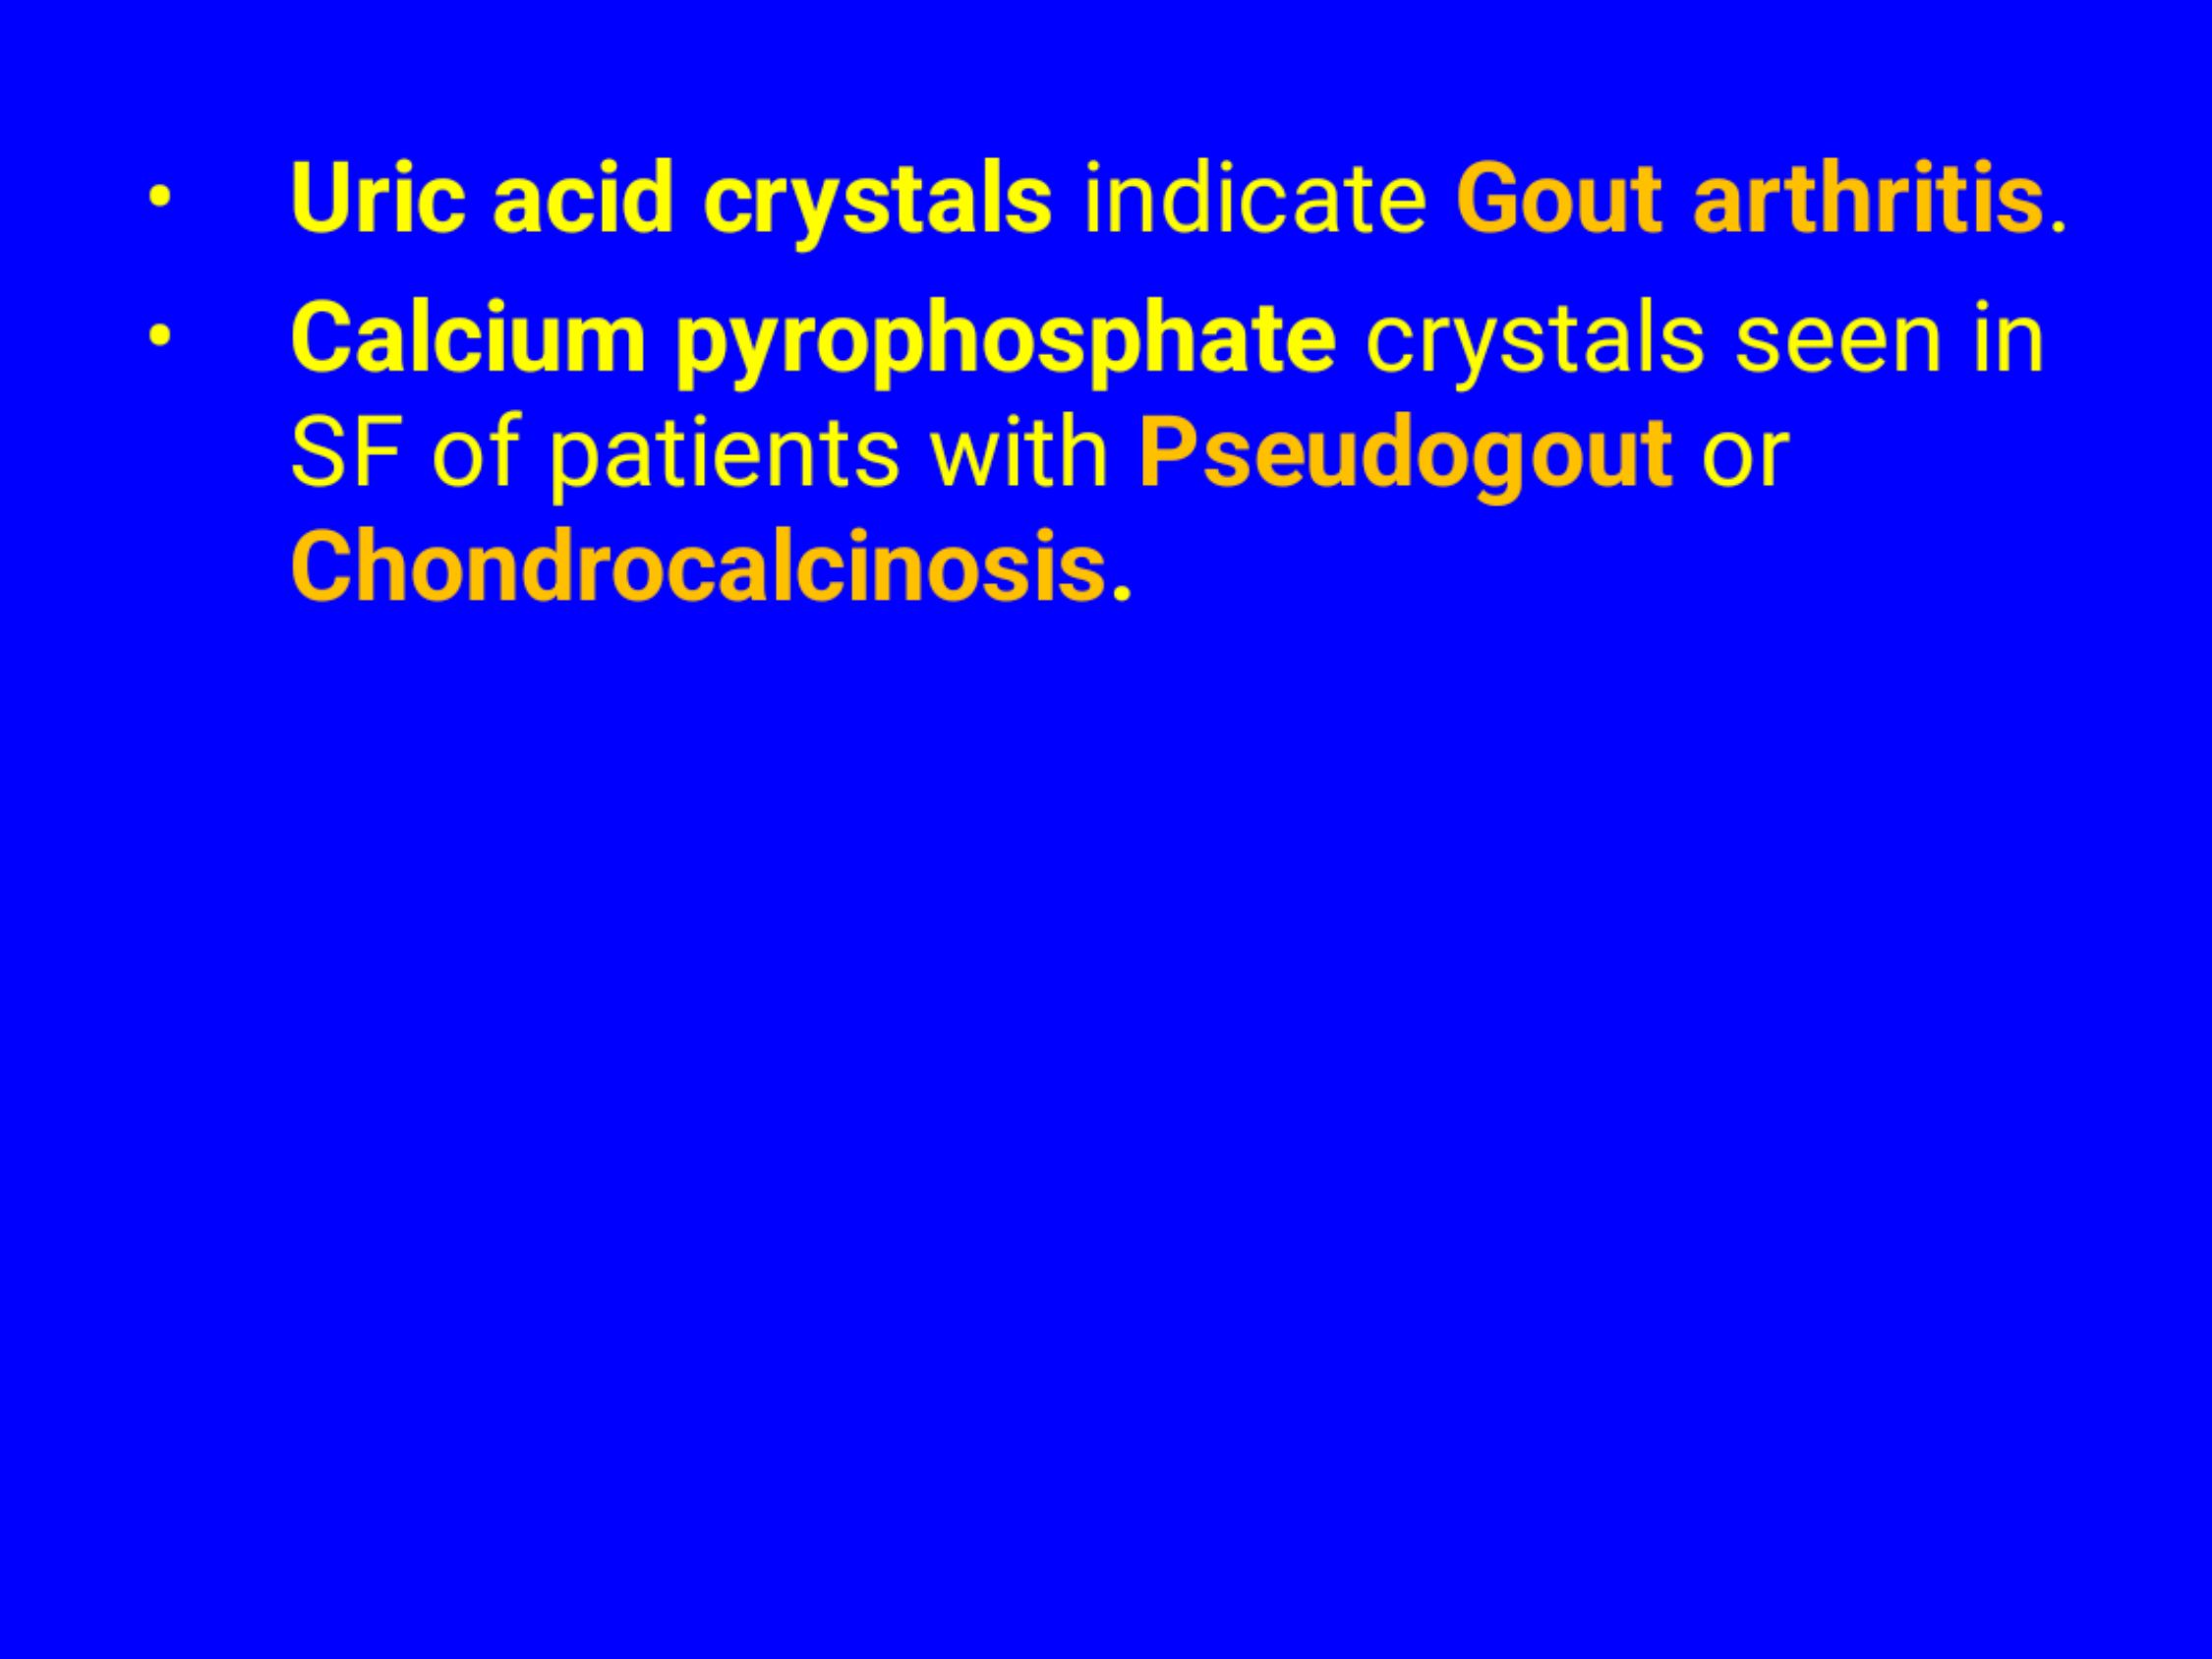 • Uric acid crystals indicate Gout arthritis.
• Calcium pyrophosphate crystals seen in
SF of patients with Pseudogout or
Chondrocalcinosis.